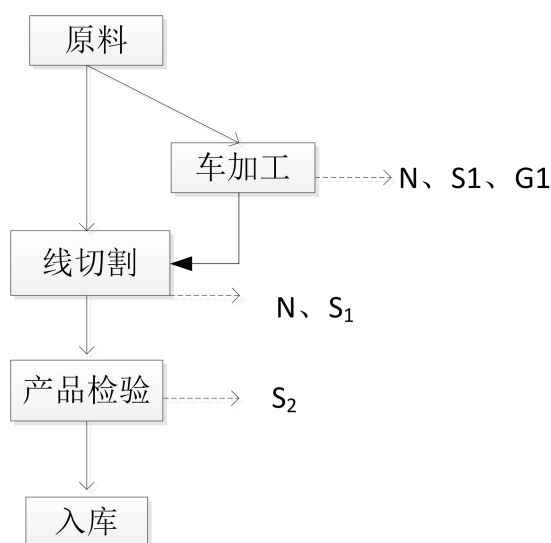 原料
车加工
N、S1、G1
线切割
N、S₁
产品检验
S₂
入库